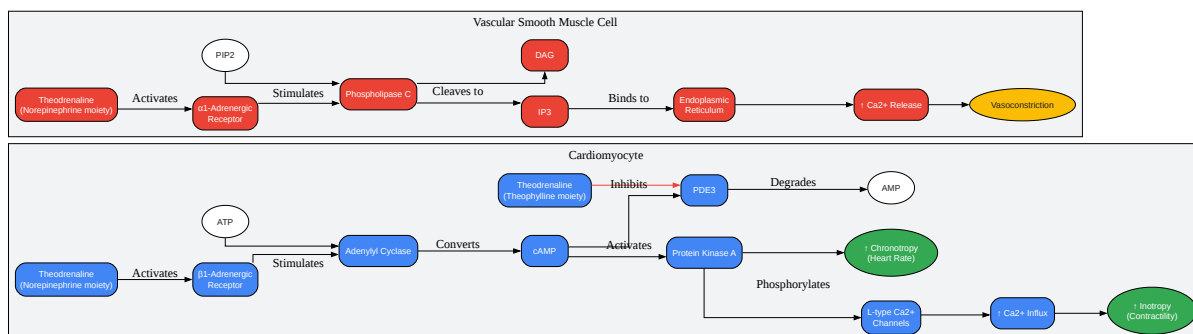 Vascular Smooth Muscle Cell
PIP2
DAG
Theodrenaline
(Norepinephrine moiety)
Activates
α1-Adrenergic
Receptor
Stimulates
Phospholipase C
Cleaves to
IP3
Binds to
Endoplasmic
Reticulum
↑ Ca2+ Release
Vasoconstriction
Cardiomyocyte
Theodrenaline
(Theophylline moiety)
Inhibits
PDE3
Degrades
AMP
ATP
Theodrenaline
(Norepinephrine moiety)
Activates
β1-Adrenergic
Receptor
Stimulates
Adenylyl Cyclase
Converts
cAMP
Activates
Protein Kinase A
↑ Chronotropy
(Heart Rate)
Phosphorylates
L-type Ca2+
Channels
↑ Ca2+ Influx
↑ Inotropy
(Contractility)